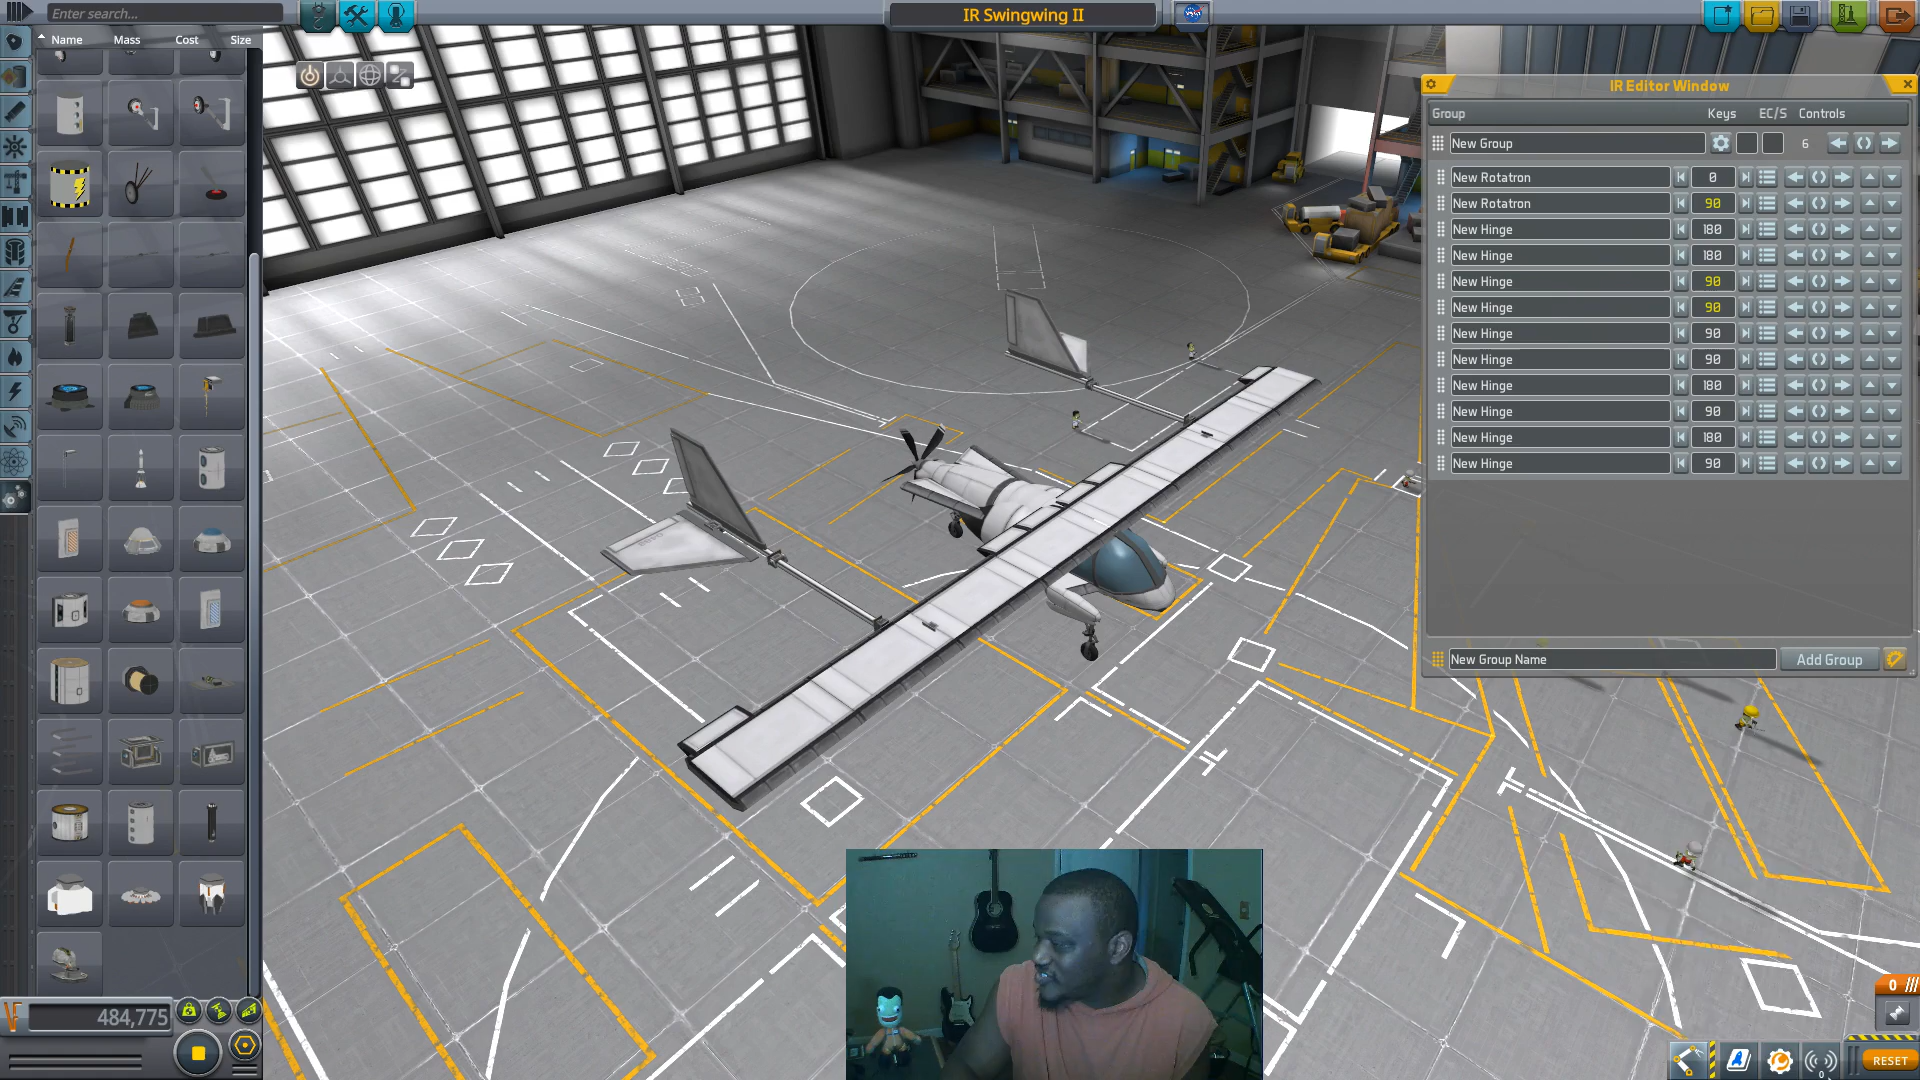 Enter search...
IR Swingwing II
Name Mass Cost Size
IR Editor Window
Group Keys EC/S Controls
New Group 6
New Rotatron 0
New Rotatron 90
New Hinge 180
New Hinge 180
New Hinge 90
New Hinge 90
New Hinge 90
New Hinge 90
New Hinge 180
New Hinge 90
New Hinge 180
New Hinge 90
New Group Name Add Group
484,775
0
0
RESET